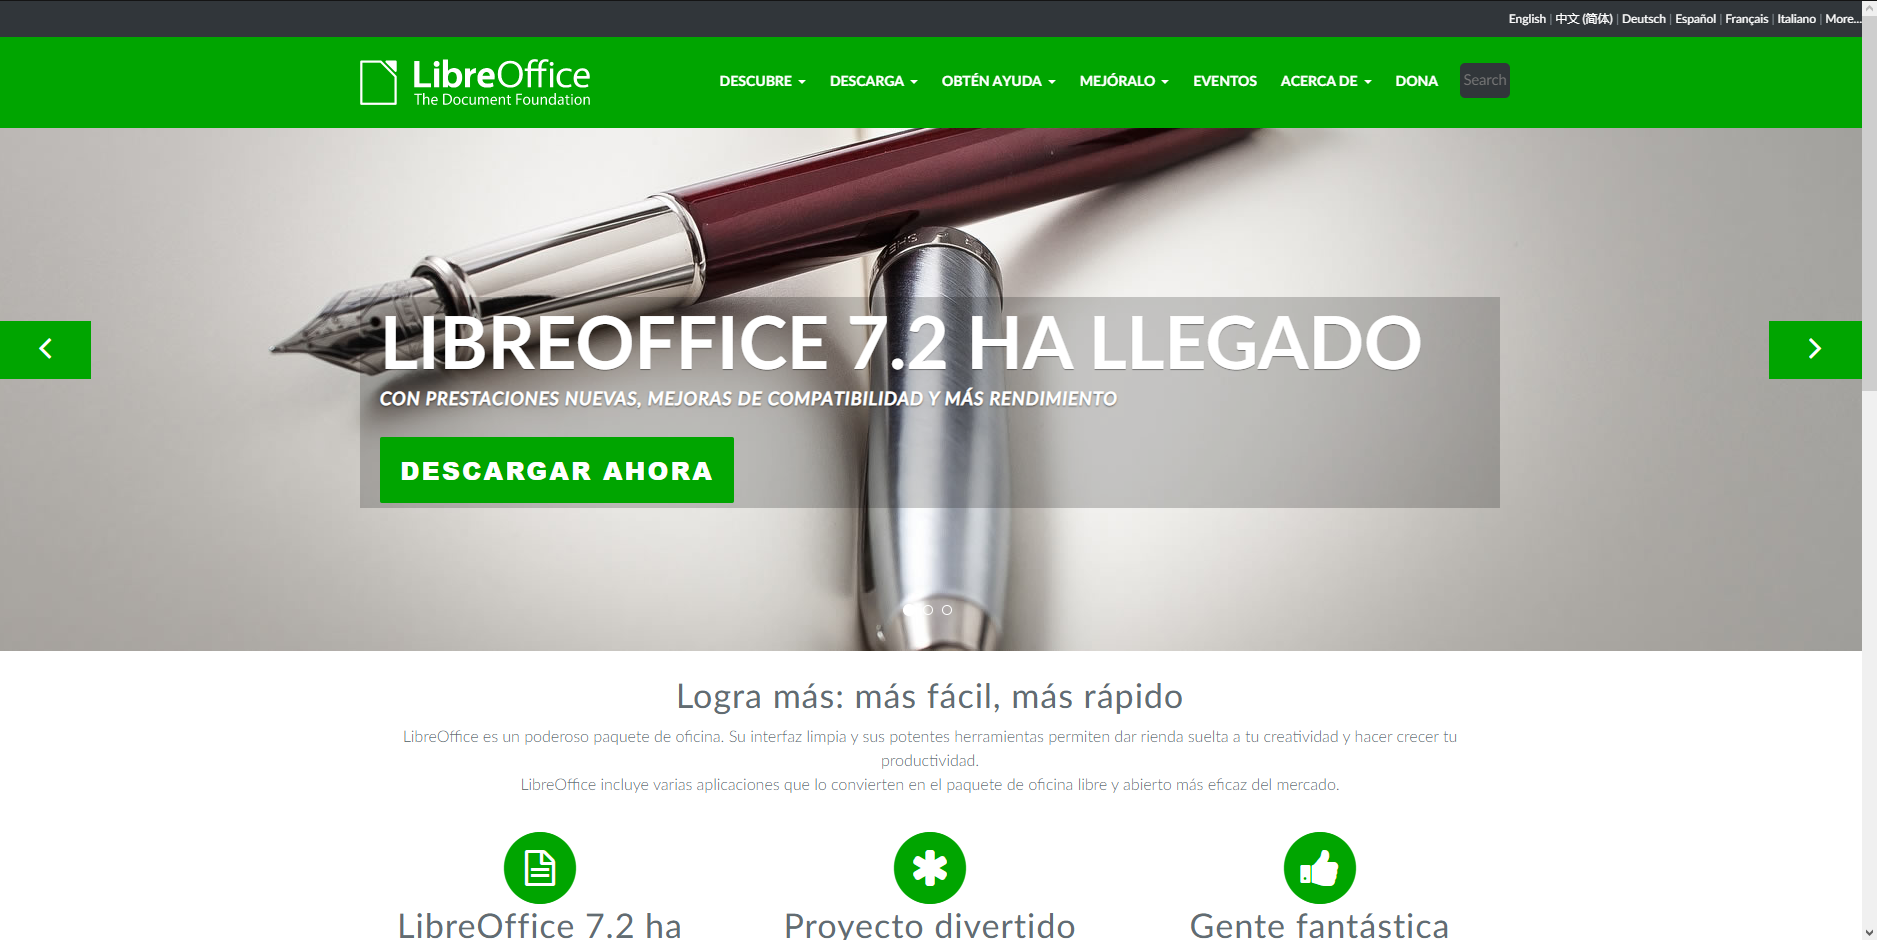 English | 中文 (简体) | Deutsch | Español | Français | Italiano | More...
LibreOffice
The Document Foundation
DESCUBRE DESCARGA OBTÉN AYUDA MEJÓRALO EVENTOS ACERCA DE DONA Search
LIBREOFFICE 7.2 HA LLEGADO
CON PRESTACIONES NUEVAS, MEJORAS DE COMPATIBILIDAD Y MÁS RENDIMIENTO
DESCARGAR AHORA
Logra más: más fácil, más rápido
LibreOffice es un poderoso paquete de oficina. Su interfaz limpia y sus potentes herramientas permiten dar rienda suelta a tu creatividad y hacer crecer tu
productividad.
LibreOffice incluye varias aplicaciones que lo convierten en el paquete de oficina libre y abierto más eficaz del mercado.
LibreOffice 7.2 ha
Proyecto divertido
Gente fantástica